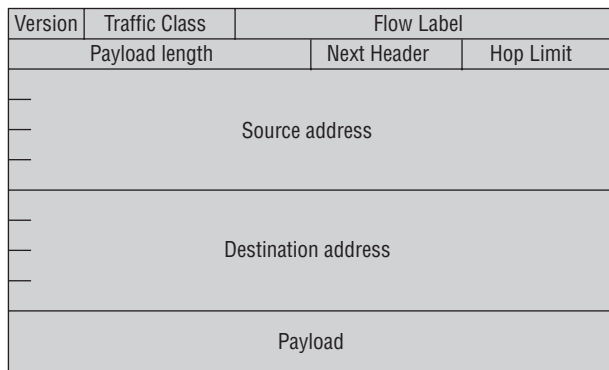 Version Traffic Class Flow Label
Payload length Next Header Hop Limit
Source address
Destination address
Payload